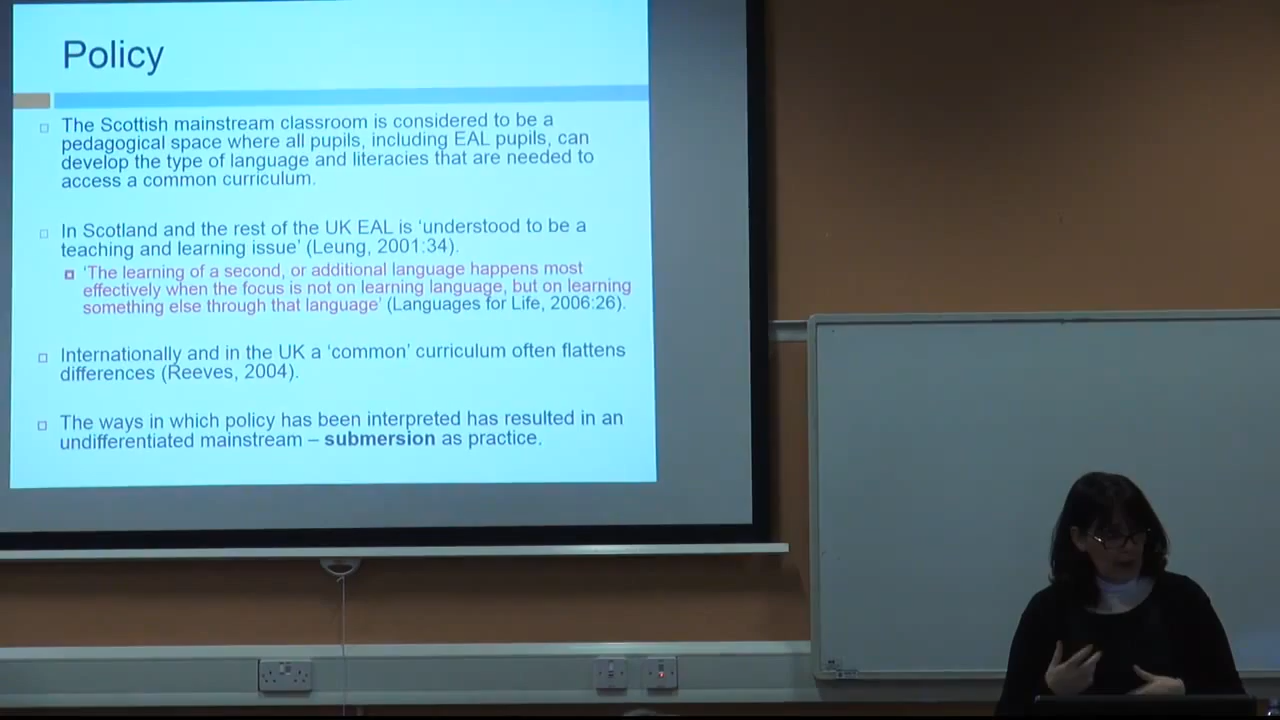 Policy
The Scottish mainstream classroom is considered to be a
pedagogical space where all pupils, including EAL pupils, can
develop the type of language and literacies that are needed to
access a common curriculum.
In Scotland and the rest of the UK EAL is ‘understood to be a
teaching and learning issue’ (Leung, 2001:34).
‘The learning of a second, or additional language happens most
effectively when the focus is not on learning language, but on learning
something else through that language’ (Languages for Life, 2006:26).
Internationally and in the UK a ‘common’ curriculum often flattens
differences (Reeves, 2004).
The ways in which policy has been interpreted has resulted in an
undifferentiated mainstream – submersion as practice.